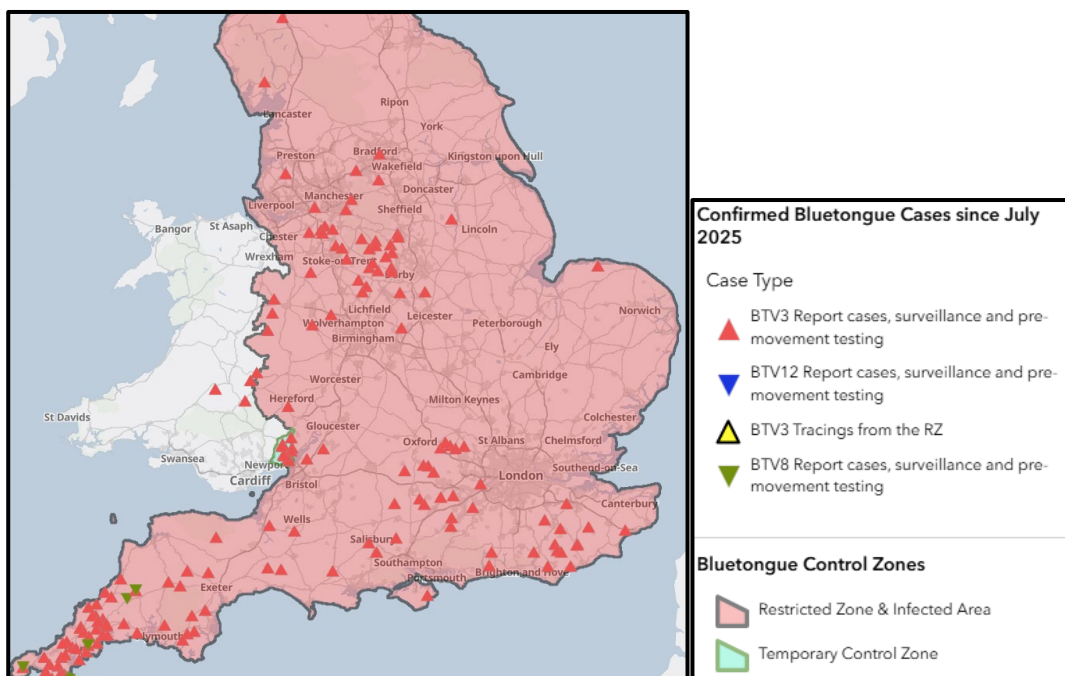 Ripon
Lancaster
York
Bradford
Preston
Wakefield
Kingston upon Hull
Manchester
Doncaster
Liverpool
Sheffield
Bangor
St Asaph
Chester
Lincoln
Wrexham
Stoke-on-Trent
Derby
Lichfield
Norwich
Wolverhampton
Leicester
Peterborough
Birmingham
Ely
Worcester
Cambridge
Hereford
Milton Keynes
St Davids
Gloucester
Colchester
Oxford
St Albans
Chelmsford
Swansea
Newport
London
Southend-on-Sea
Cardiff
Bristol
Canterbury
Wells
Salisbury
Southampton
Exeter
Portsmouth
Brighton and Hove
Plymouth
Confirmed Bluetongue Cases since July
2025
Case Type
BTV3 Report cases, surveillance and pre-
movement testing
BTV12 Report cases, surveillance and pre-
movement testing
BTV3 Tracings from the RZ
BTV8 Report cases, surveillance and pre-
movement testing
Bluetongue Control Zones
Restricted Zone & Infected Area
Temporary Control Zone